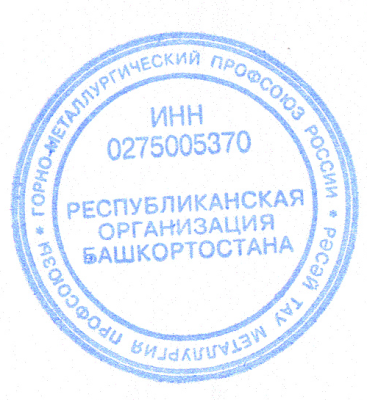 ГОРНО-МЕТАЛЛУРГИЧЕСКИЙ ПРОФСОЮЗ РОССИИ * РӘСӘЙ ТАУ МЕТАЛЛУРГИЯ ПРОФСОЮЗЫ *
ИНН
0275005370
РЕСПУБЛИКАНСКАЯ
ОРГАНИЗАЦИЯ
БАШКОРТОСТАНА